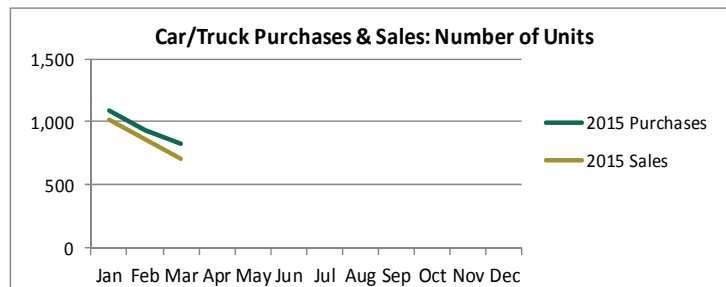 Car/Truck Purchases & Sales: Number of Units
1,500
1,000
500
0
Jan Feb Mar Apr May Jun Jul Aug Sep Oct Nov Dec
2015 Purchases
2015 Sales